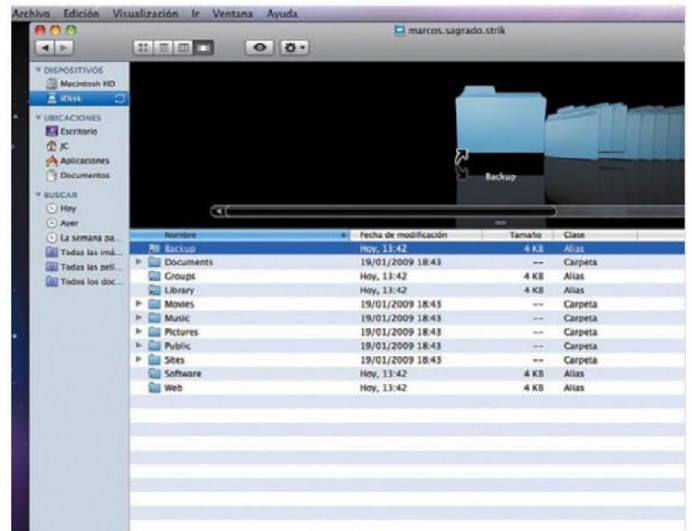 Archivo Edición Visualización Ir Ventana Ayuda
marcos.sagrado.strik
DISPOSITIVOS
Macintosh HD
iDisk
UBICACIONES
Escritorio
JC
Aplicaciones
Documentos
BUSCAR
Hoy
Ayer
La semana pa...
Todas las imá...
Todas las pelí...
Todos los doc...
Backup
Nombre Fecha de modificación Tamaño Clase
Backup Hoy, 13:42 4 KB Alias
Documents 19/01/2009 18:43 -- Carpeta
Groups Hoy, 13:42 4 KB Alias
Library Hoy, 13:42 4 KB Alias
Movies 19/01/2009 18:43 -- Carpeta
Music 19/01/2009 18:43 -- Carpeta
Pictures 19/01/2009 18:43 -- Carpeta
Public 19/01/2009 18:43 -- Carpeta
Sites 19/01/2009 18:43 -- Carpeta
Software Hoy, 13:42 4 KB Alias
Web Hoy, 13:42 4 KB Alias